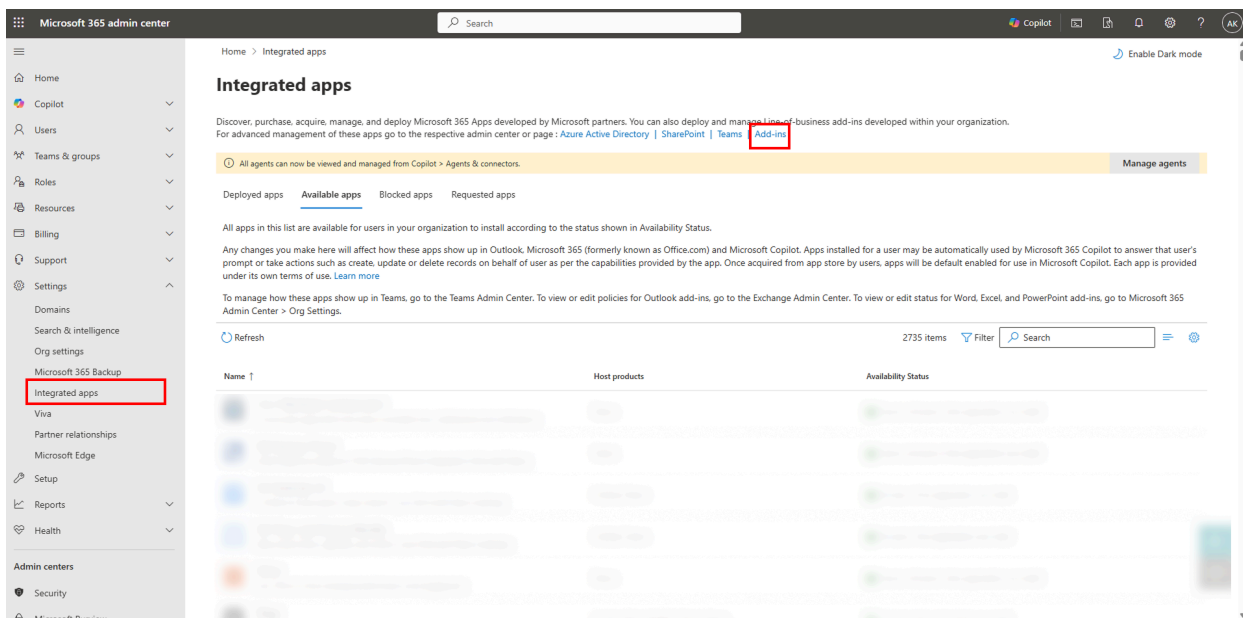 Microsoft 365 admin center
Search
Copilot
?
AK
Home > Integrated apps
Enable Dark mode
Home
Copilot
Users
Teams & groups
Roles
Resources
Billing
Support
Settings
Domains
Search & intelligence
Org settings
Microsoft 365 Backup
Integrated apps
Viva
Partner relationships
Microsoft Edge
Setup
Reports
Health
Admin centers
Security
Integrated apps
Discover, purchase, acquire, manage, and deploy Microsoft 365 Apps developed by Microsoft partners. You can also deploy and manage Line-of-business add-ins developed within your organization.
For advanced management of these apps go to the respective admin center or page : Azure Active Directory | SharePoint | Teams | Add-ins
All agents can now be viewed and managed from Copilot > Agents & connectors.
Manage agents
Deployed apps Available apps Blocked apps Requested apps
All apps in this list are available for users in your organization to install according to the status shown in Availability Status.
Any changes you make here will affect how these apps show up in Outlook, Microsoft 365 (formerly known as Office.com) and Microsoft Copilot. Apps installed for a user may be automatically used by Microsoft 365 Copilot to answer that user's
prompt or take actions such as create, update or delete records on behalf of user as per the capabilities provided by the app. Once acquired from app store by users, apps will be default enabled for use in Microsoft Copilot. Each app is provided
under its own terms of use. Learn more
To manage how these apps show up in Teams, go to the Teams Admin Center. To view or edit policies for Outlook add-ins, go to the Exchange Admin Center. To view or edit status for Word, Excel, and PowerPoint add-ins, go to Microsoft 365
Admin Center > Org Settings.
Refresh
2735 items
Filter
Search
Name ↑ Host products Availability Status